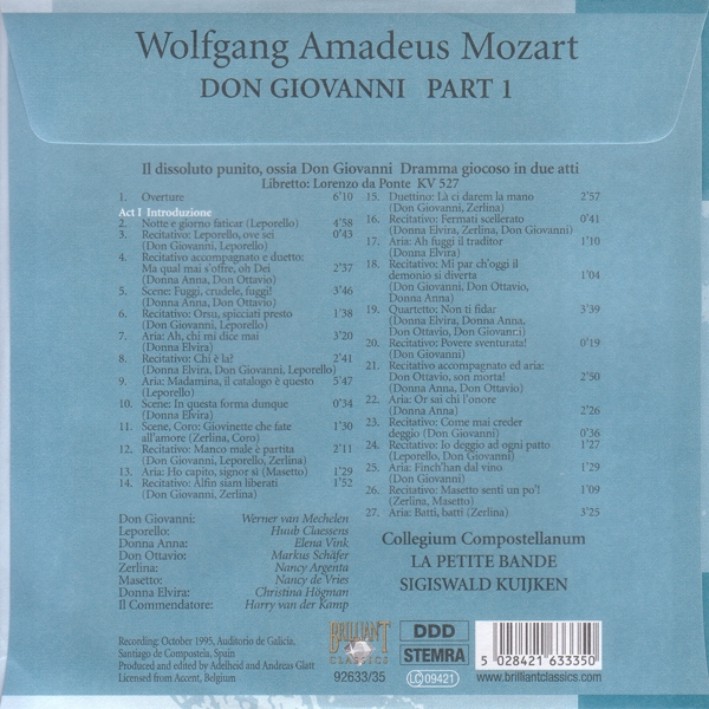 Wolfgang Amadeus Mozart
DON GIOVANNI PART 1
Il dissoluto punito, ossia Don Giovanni Dramma giocoso in due atti
Libretto: Lorenzo da Ponte KV 527
1. Overture 6'10
Act I Introduzione
2. Notte e giorno faticar (Leporello) 4'58
3. Recitativo: Leporello, ove sei 0'43
(Don Giovanni, Leporello)
4. Recitativo accompagnato e duetto:
Ma qual mai s'offre, oh Dei 2'37
(Donna Anna, Don Ottavio)
5. Scene: Fuggi, crudele, fuggi! 3'46
(Donna Anna, Don Ottavio)
6. Recitativo: Orsu, spicciati presto 1'38
(Don Giovanni, Leporello)
7. Aria: Ah, chi mi dice mai 3'20
(Donna Elvira)
8. Recitativo: Chi è la? 2'41
(Donna Elvira, Don Giovanni, Leporello)
9. Aria: Madamina, il catalogo è questo 5'47
(Leporello)
10. Scene: In questa forma dunque 0'34
(Donna Elvira)
11. Scene, Coro: Giovinette che fate 1'30
all'amore (Zerlina, Coro)
12. Recitativo: Manco male è partita 2'11
(Don Giovanni, Leporello, Zerlina)
13. Aria: Ho capito, signor sì (Masetto) 1'29
14. Recitativo: Alfin siam liberati 1'52
(Don Giovanni, Zerlina)
15. Duettino: Là ci darem la mano 2'57
(Don Giovanni, Zerlina)
16. Recitativo: Fermati scellerato 0'41
(Donna Elvira, Zerlina, Don Giovanni)
17. Aria: Ah fuggi il traditor 1'10
(Donna Elvira)
18. Recitativo: Mi par ch'oggi il
demonio si diverta 1'04
(Don Giovanni, Don Ottavio,
Donna Anna)
19. Quartetto: Non ti fidar 3'39
(Donna Elvira, Donna Anna,
Don Ottavio, Don Giovanni)
20. Recitativo: Povere sventurata! 0'19
(Don Giovanni)
21. Recitativo accompagnato ed aria:
Don Ottavio, son morta! 2'50
(Donna Anna, Don Ottavio)
22. Aria: Or sai chi l'onore
(Donna Anna) 2'26
23. Recitativo: Come mai creder
deggio (Don Giovanni) 0'36
24. Recitativo: Io deggio ad ogni patto 1'27
(Leporello, Don Giovanni)
25. Aria: Finch'han dal vino 1'29
(Don Giovanni)
26. Recitativo: Masetto senti un po'! 1'09
(Zerlina, Masetto)
27. Aria: Batti, batti (Zerlina) 3'25
Don Giovanni: Werner van Mechelen
Leporello: Huub Claessens
Donna Anna: Elena Vink
Don Ottavio: Markus Schäfer
Zerlina: Nancy Argenta
Masetto: Nancy de Vries
Donna Elvira: Christina Högman
Il Commendatore: Harry van der Kamp
Collegium Compostellanum
LA PETITE BANDE
SIGISWALD KUIJKEN
Recording: October 1995, Auditorio de Galicia,
Santiago de Compostela, Spain
Produced and edited by Adelheid and Andreas Glatt
Licensed from Accent, Belgium
BRILLIANT
CLASSICS
92633/35
DDD
STEMRA
LC 09421
5 028421 633350
www.brilliantclassics.com